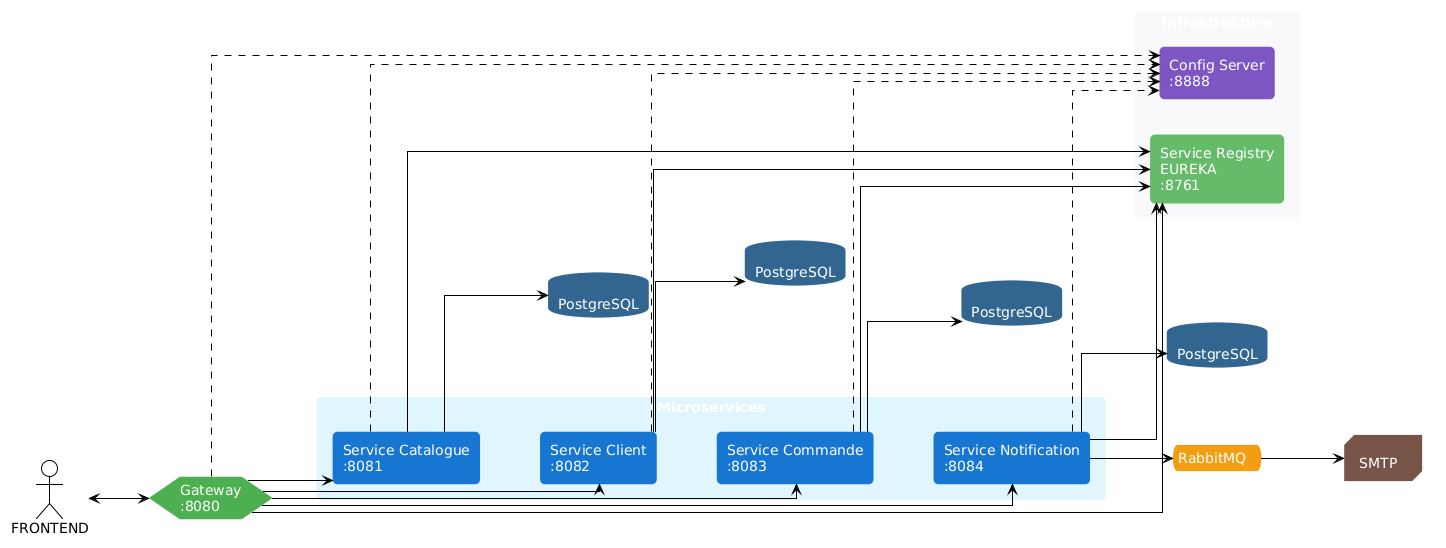 Infrastructure
Config Server
:8888
Service Registry
EUREKA
:8761
PostgreSQL
PostgreSQL
PostgreSQL
PostgreSQL
Microservices
Service Catalogue
:8081
Service Client
:8082
Service Commande
:8083
Service Notification
:8084
RabbitMQ
SMTP
Gateway
:8080
FRONTEND